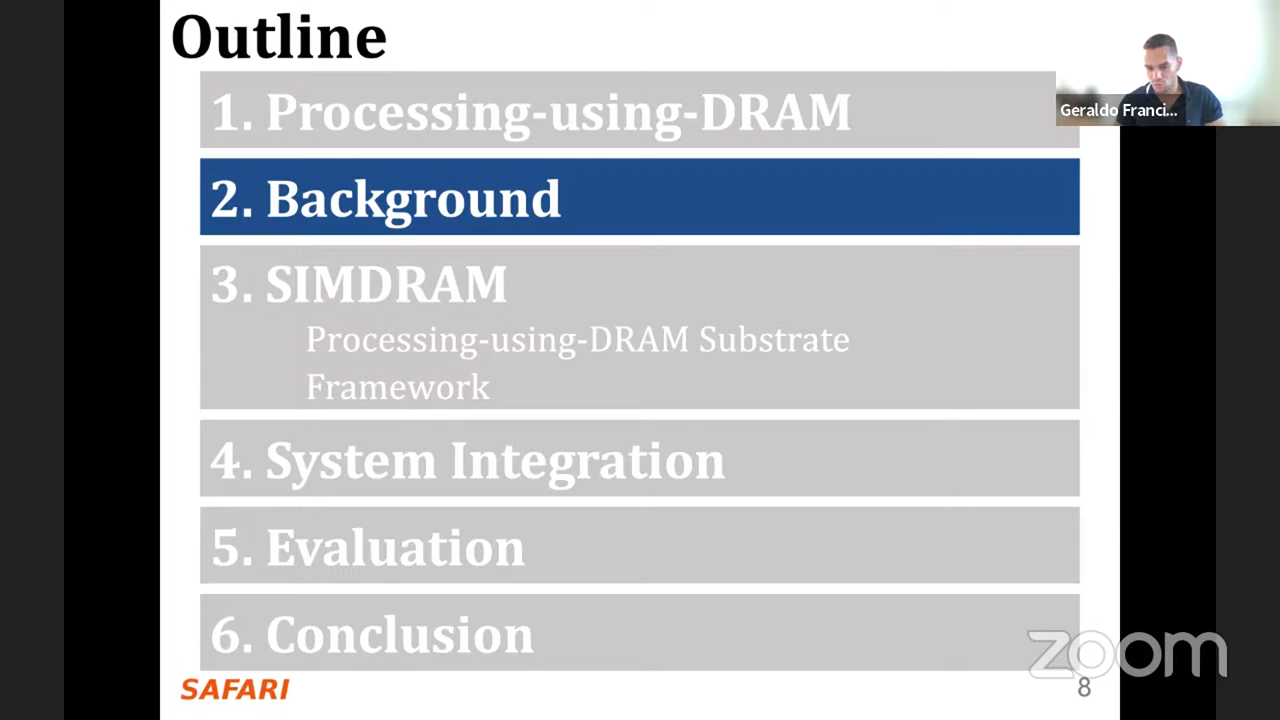 Outline
1. Processing-using-DRAM
Geraldo Franci...
2. Background
3. SIMDRAM
Processing-using-DRAM Substrate
Framework
4. System Integration
5. Evaluation
6. Conclusion
zoom
SAFARI
8